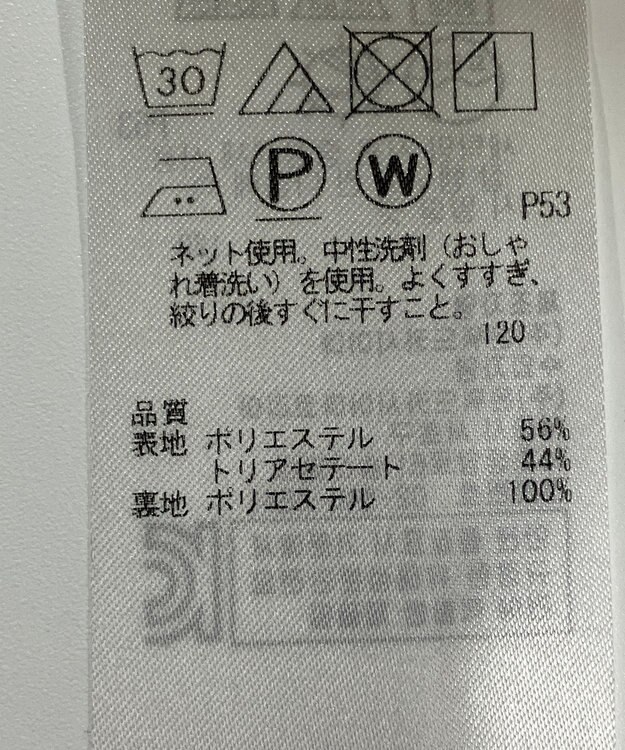 30
P W
P53
ネット使用。中性洗剤（おしゃ
れ着洗い）を使用。よくすすぎ、
絞りの後すぐに干すこと。
120
品質
表地 ポリエステル 56%
トリアセテート 44%
裏地 ポリエステル 100%